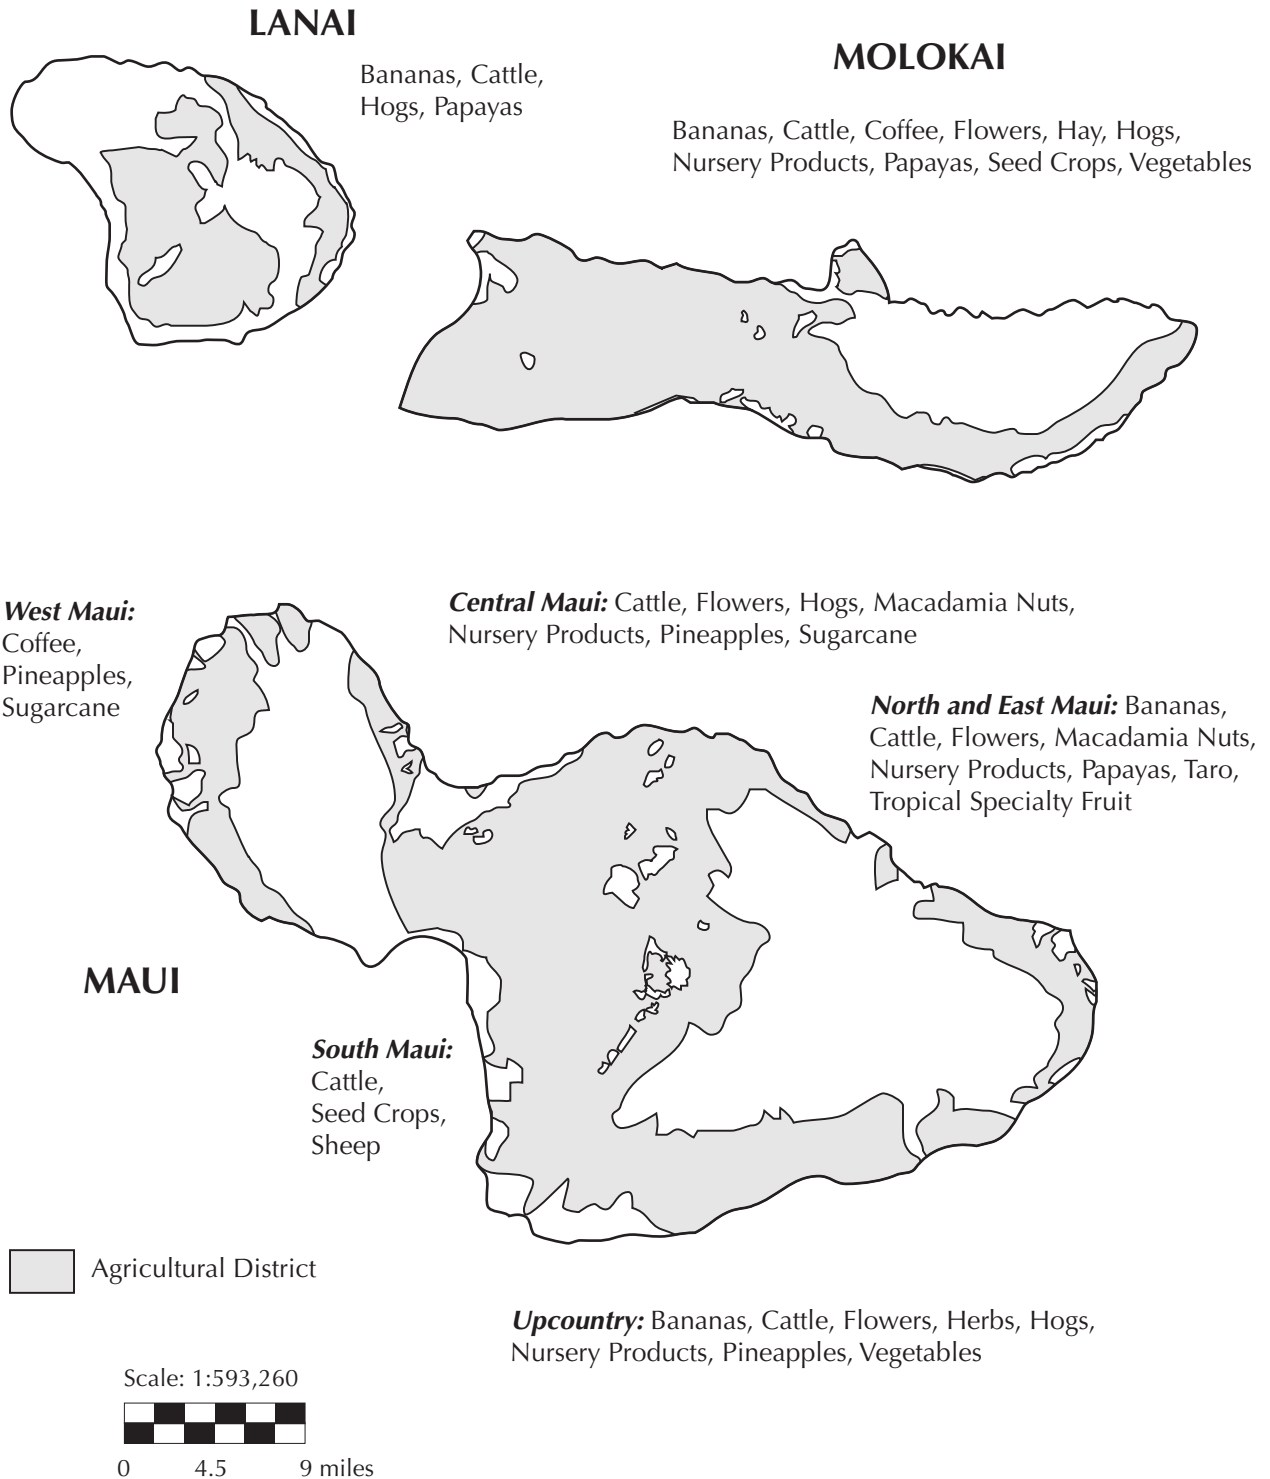 LANAI
Bananas, Cattle,
Hogs, Papayas
MOLOKAI
Bananas, Cattle, Coffee, Flowers, Hay, Hogs,
Nursery Products, Papayas, Seed Crops, Vegetables
West Maui:
Coffee,
Pineapples,
Sugarcane
Central Maui: Cattle, Flowers, Hogs, Macadamia Nuts,
Nursery Products, Pineapples, Sugarcane
North and East Maui: Bananas,
Cattle, Flowers, Macadamia Nuts,
Nursery Products, Papayas, Taro,
Tropical Specialty Fruit
MAUI
South Maui:
Cattle,
Seed Crops,
Sheep
Agricultural District
Upcountry: Bananas, Cattle, Flowers, Herbs, Hogs,
Nursery Products, Pineapples, Vegetables
Scale: 1:593,260
0 4.5 9 miles